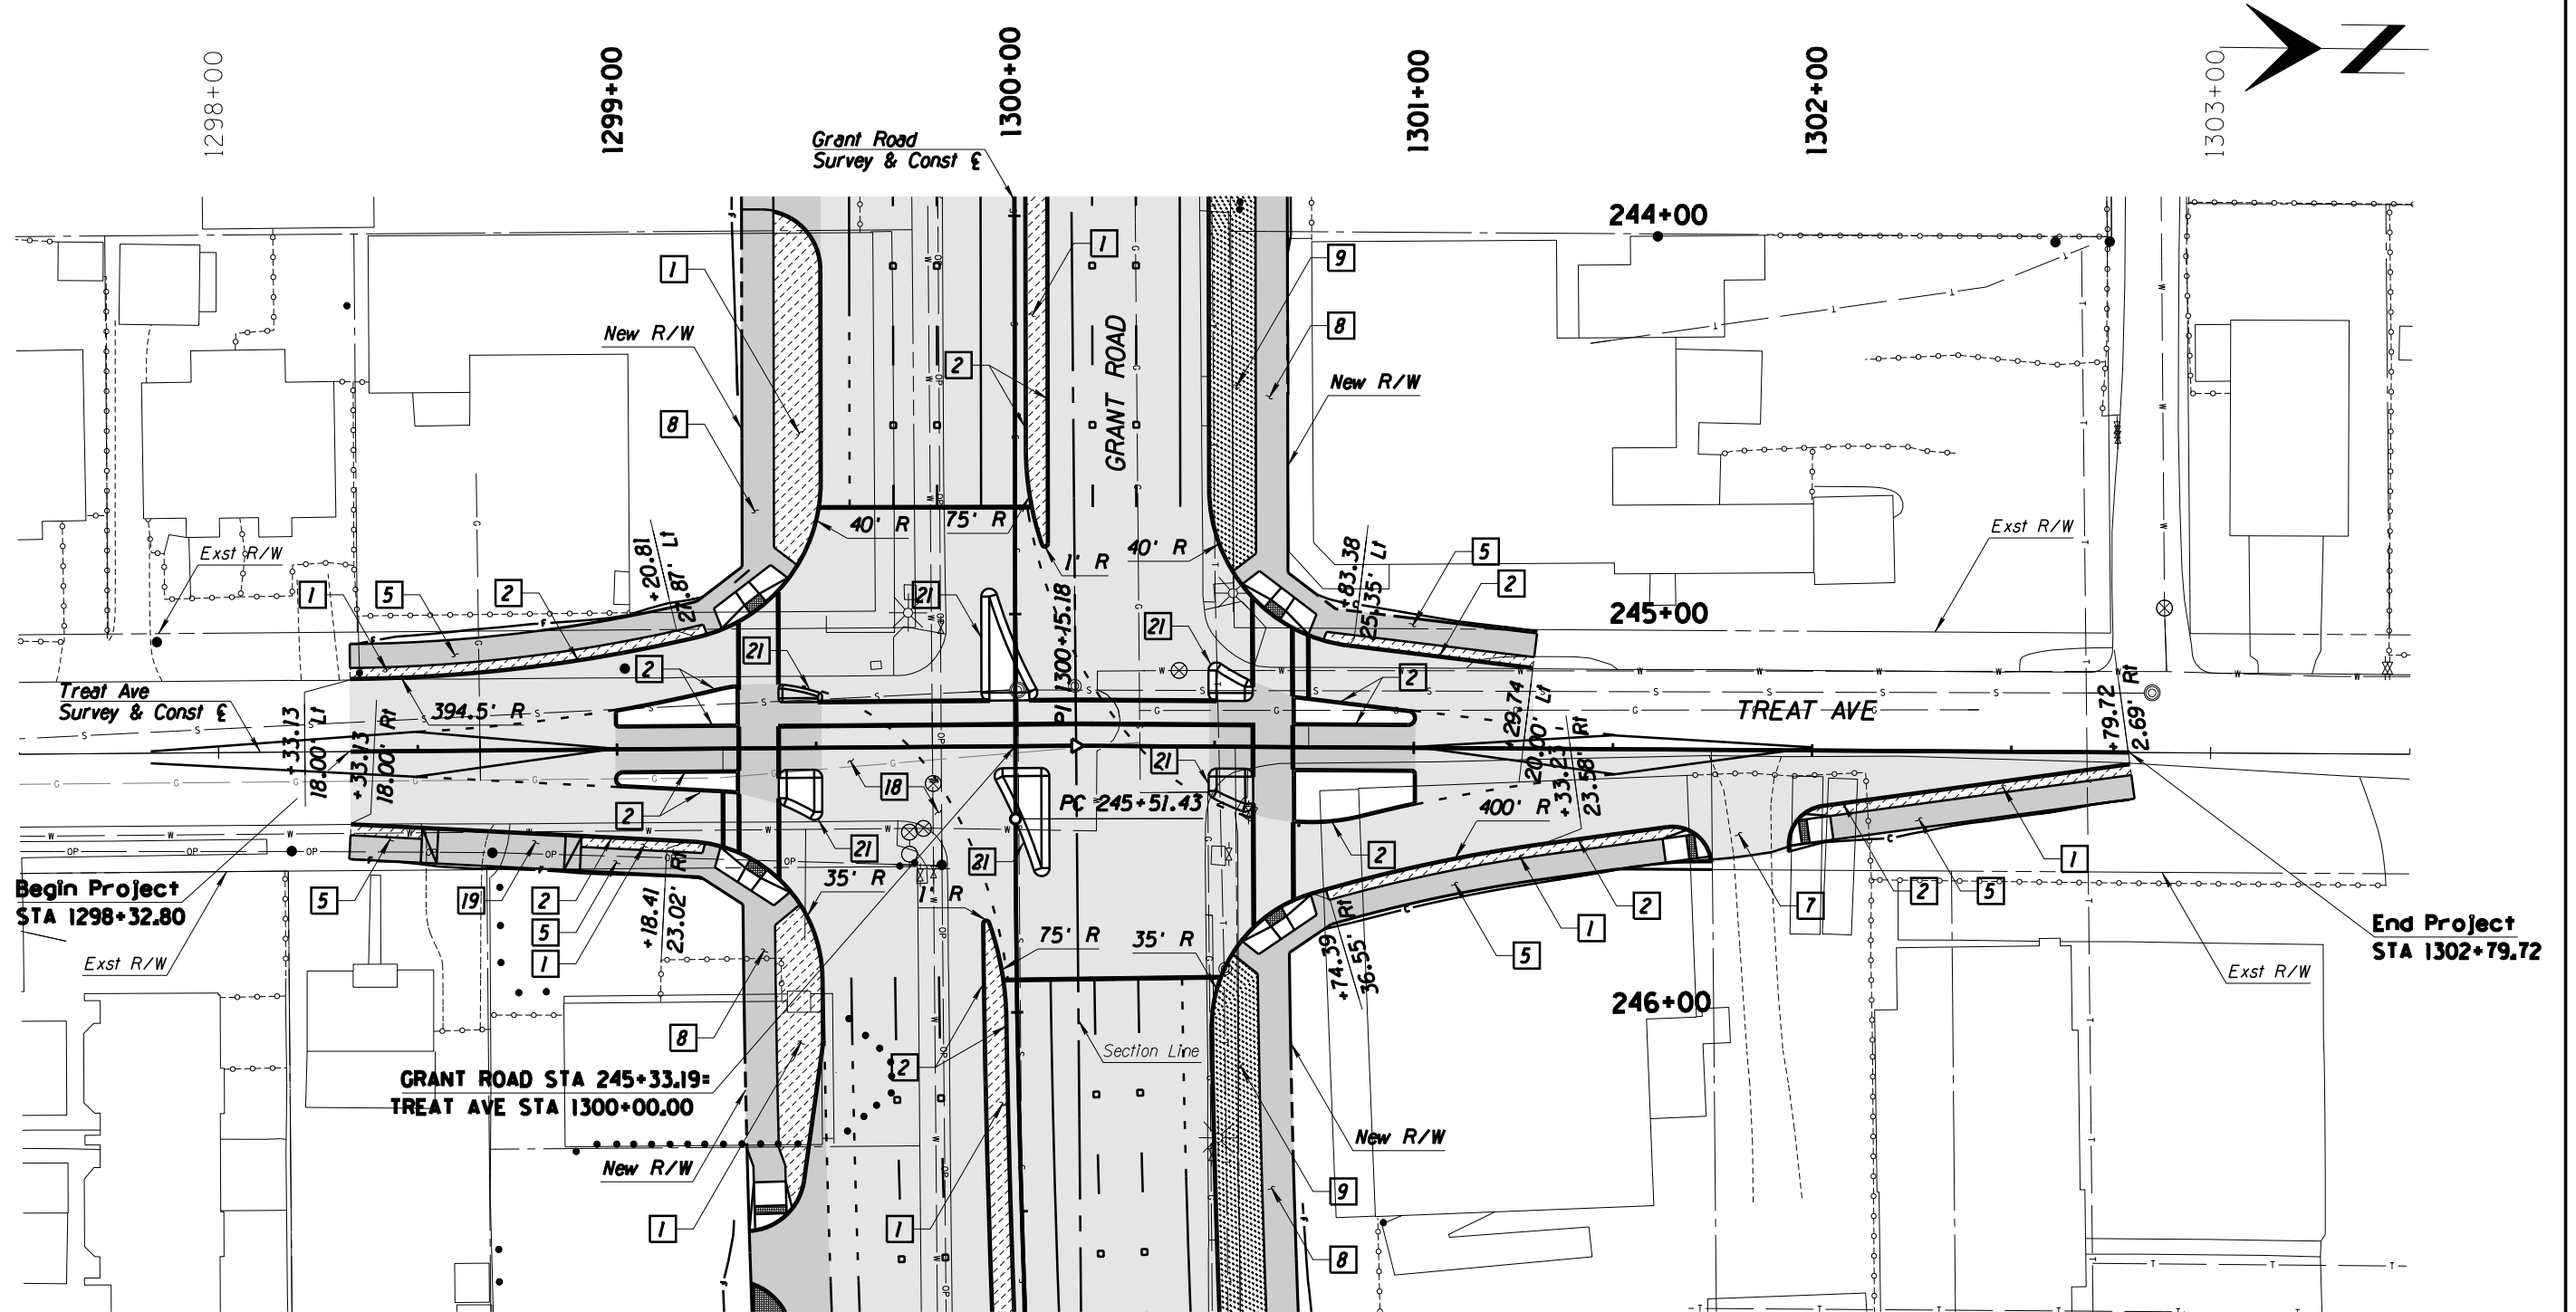 1298+00
1299+00
1300+00
1301+00
1302+00
1303+00
N
Grant Road
Survey & Const ℄
244+00
1
1
9
New R/W
8
GRANT ROAD
2
New R/W
8
40' R
75' R
1' R
40' R
Exst R/W
Exst R/W
+20.81
27.87' Lt
+83.38
25.35' Lt
5
2
1
5
2
21
PI 1300+15.18
21
245+00
21
2
2
Treat Ave
Survey & Const ℄
394.5' R
+33.13
18.00' Lt
+33.13
18.00' Rt
TREAT AVE
+29.74
20.00' Lt
+33.23
23.58' Rt
+79.72
2.69' Rt
21
18
PC 245+51.43
400' R
2
21
21
2
1
Begin Project
STA 1298+32.80
5
19
2
5
1
+18.41
23.02' Rt
35' R
1' R
75' R
35' R
+74.39
36.55' Rt
5
1
2
7
2
5
End Project
STA 1302+79.72
Exst R/W
Exst R/W
246+00
8
2
Section Line
GRANT ROAD STA 245+33.19=
TREAT AVE STA 1300+00.00
New R/W
New R/W
9
1
1
8